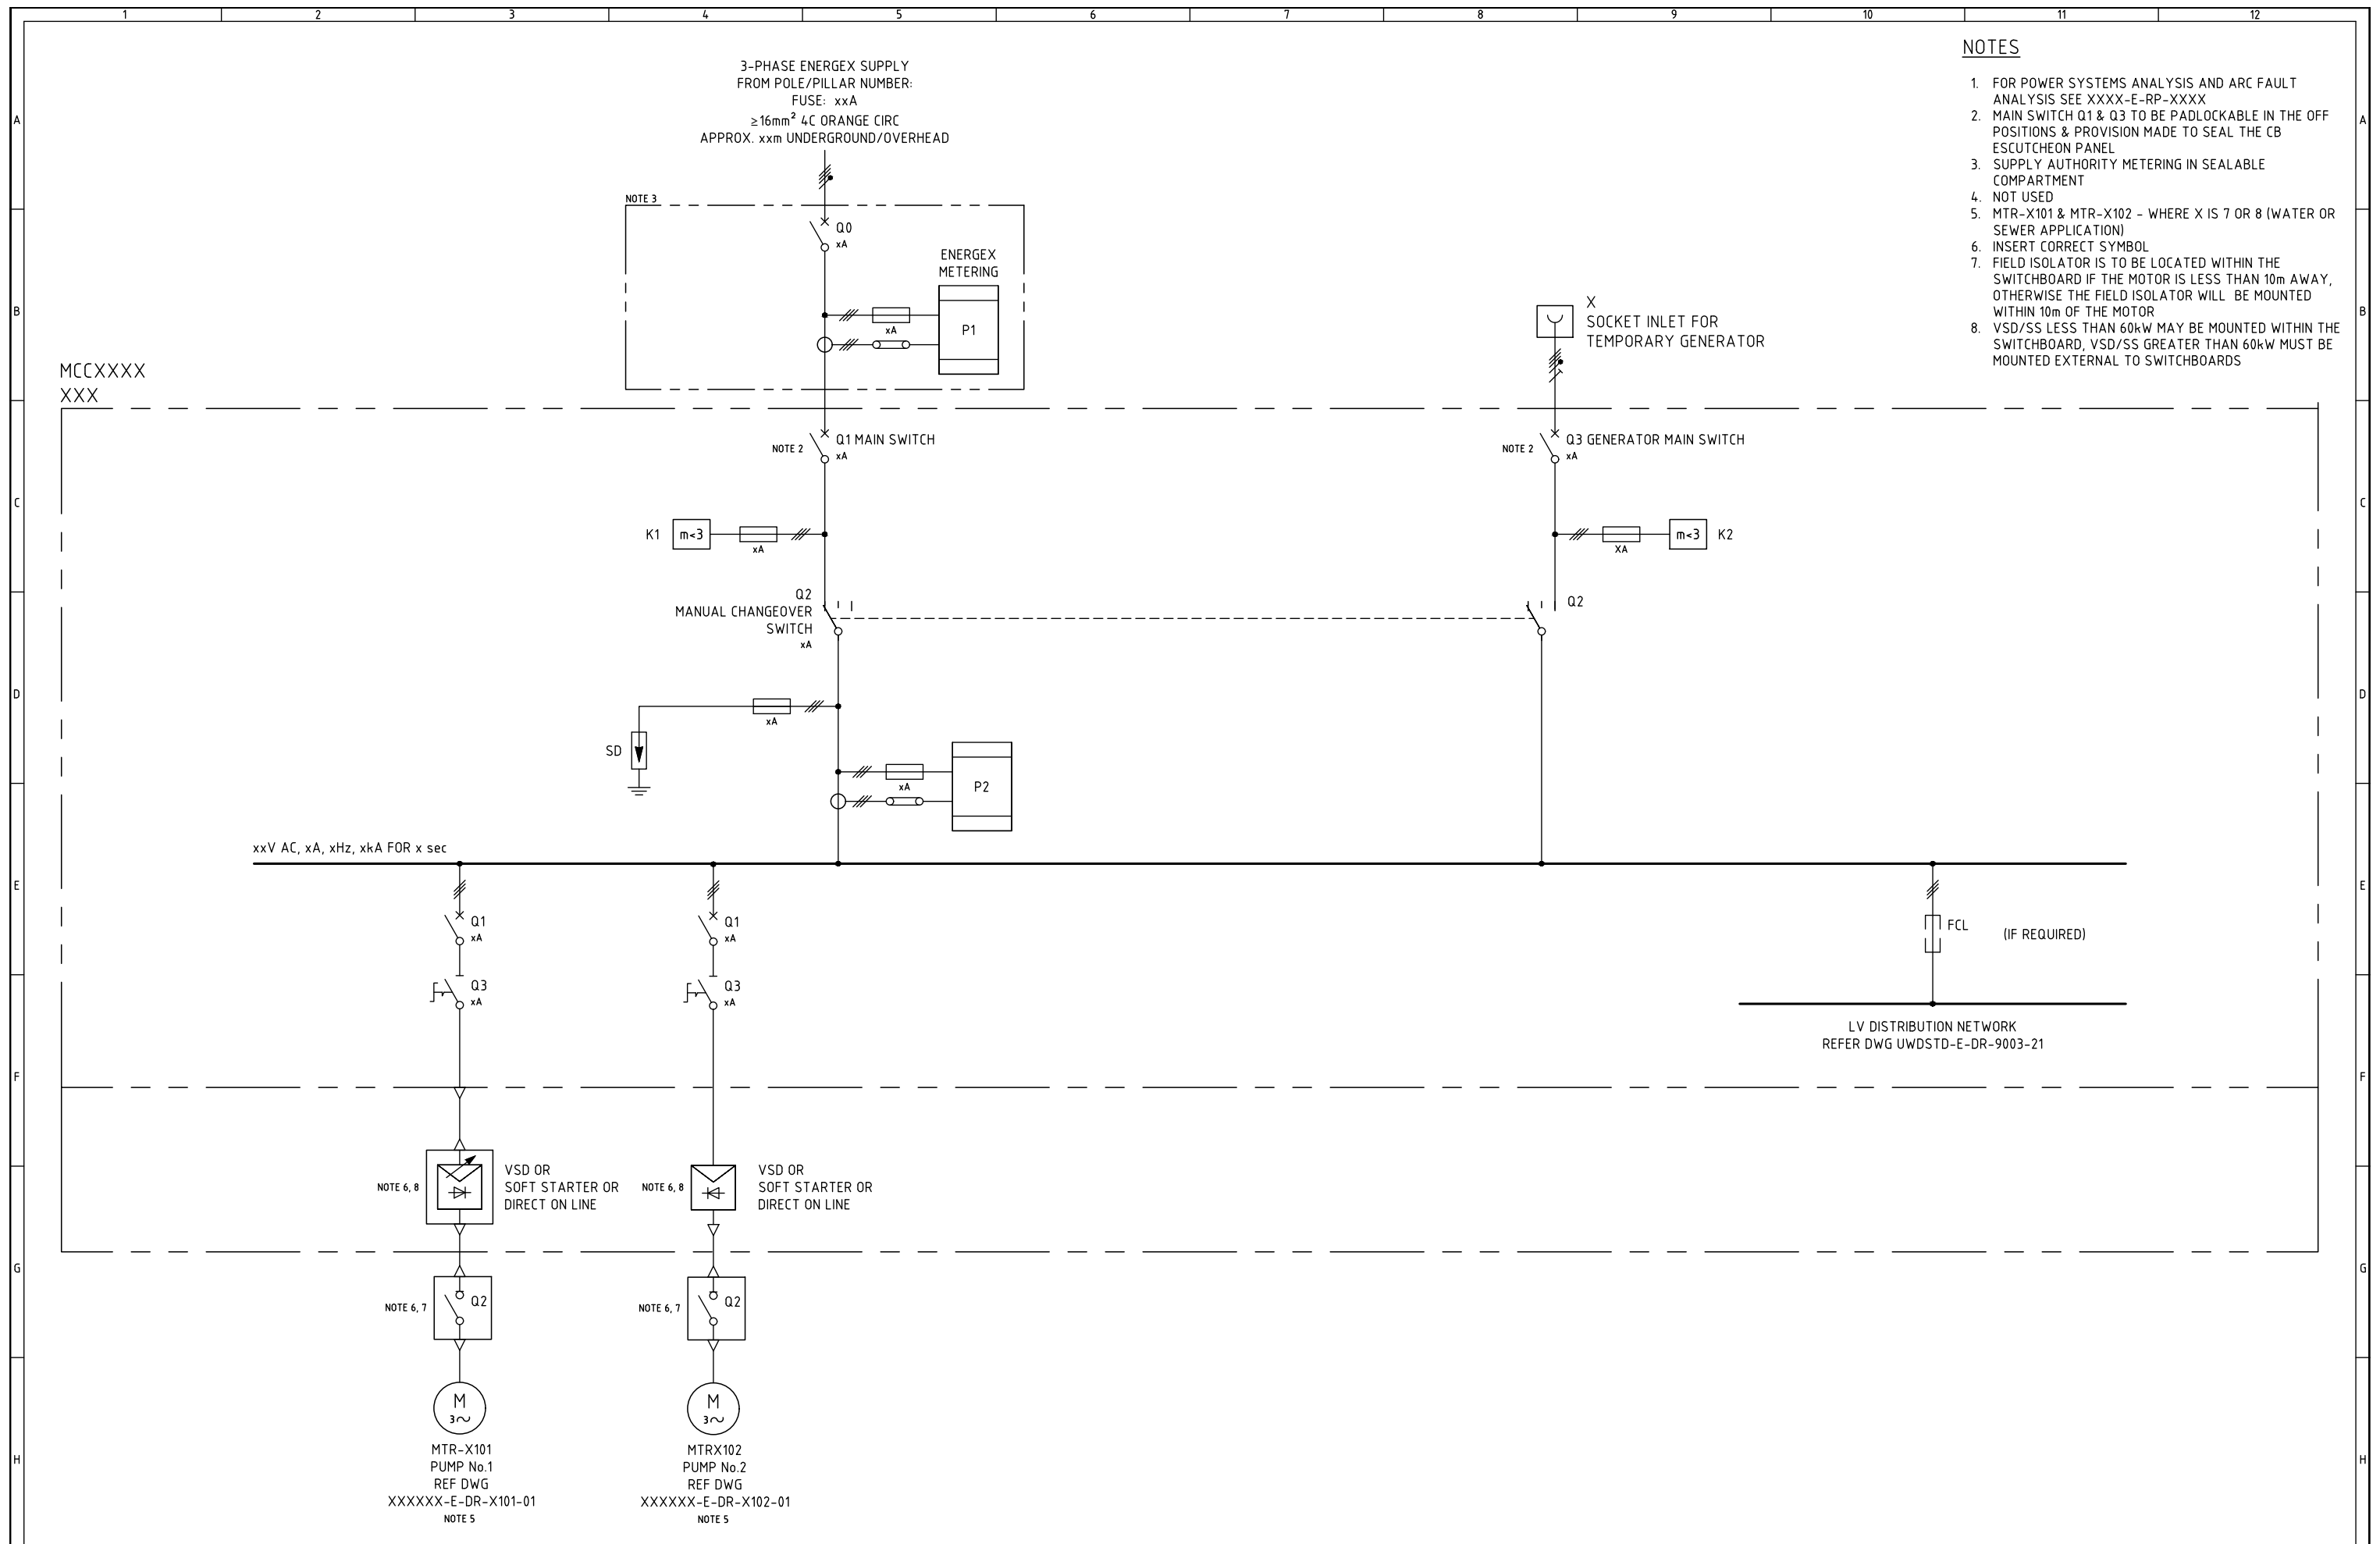 1 2 3 4 5 6 7 8 9 10 11 12
A A
B B
C C
D D
E E
F F
G G
H H
NOTES
1. FOR POWER SYSTEMS ANALYSIS AND ARC FAULT
ANALYSIS SEE XXXX-E-RP-XXXX
2. MAIN SWITCH Q1 & Q3 TO BE PADLOCKABLE IN THE OFF
POSITIONS & PROVISION MADE TO SEAL THE CB
ESCUTCHEON PANEL
3. SUPPLY AUTHORITY METERING IN SEALABLE
COMPARTMENT
4. NOT USED
5. MTR-X101 & MTR-X102 - WHERE X IS 7 OR 8 (WATER OR
SEWER APPLICATION)
6. INSERT CORRECT SYMBOL
7. FIELD ISOLATOR IS TO BE LOCATED WITHIN THE
SWITCHBOARD IF THE MOTOR IS LESS THAN 10m AWAY,
OTHERWISE THE FIELD ISOLATOR WILL BE MOUNTED
WITHIN 10m OF THE MOTOR
8. VSD/SS LESS THAN 60kW MAY BE MOUNTED WITHIN THE
SWITCHBOARD, VSD/SS GREATER THAN 60kW MUST BE
MOUNTED EXTERNAL TO SWITCHBOARDS
3-PHASE ENERGEX SUPPLY
FROM POLE/PILLAR NUMBER:
FUSE: xxA
≥16mm² 4C ORANGE CIRC
APPROX. xxm UNDERGROUND/OVERHEAD
NOTE 3
Q0
xA
ENERGEX
METERING
P1
xA
X
SOCKET INLET FOR
TEMPORARY GENERATOR
MCCXXXX
XXX
NOTE 2
Q1 MAIN SWITCH
xA
NOTE 2
Q3 GENERATOR MAIN SWITCH
xA
K1
m<3
xA
XA
m<3
K2
Q2
MANUAL CHANGEOVER
SWITCH
xA
Q2
xA
SD
xA
P2
xxV AC, xA, xHz, xkA FOR x sec
Q1
xA
Q1
xA
FCL
(IF REQUIRED)
Q3
xA
Q3
xA
LV DISTRIBUTION NETWORK
REFER DWG UWDSTD-E-DR-9003-21
NOTE 6, 8
VSD OR
SOFT STARTER OR
DIRECT ON LINE
NOTE 6, 8
VSD OR
SOFT STARTER OR
DIRECT ON LINE
NOTE 6, 7
Q2
NOTE 6, 7
Q2
M
3~
M
3~
MTR-X101
PUMP No.1
REF DWG
XXXXXX-E-DR-X101-01
NOTE 5
MTRX102
PUMP No.2
REF DWG
XXXXXX-E-DR-X102-01
NOTE 5